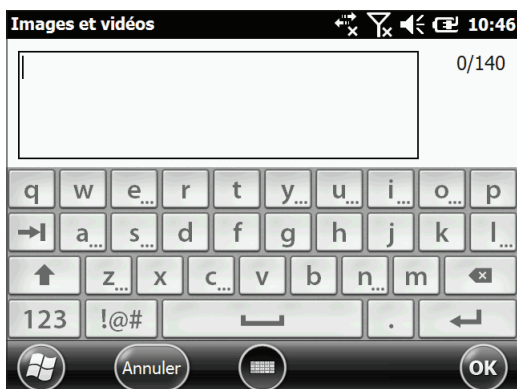 Images et vidéos 10:46
0/140
q w e... r t y... u... i... o... p
a... s... d f g h j k l...
z... x c... v b n... m
123 !@# .
Annuler OK